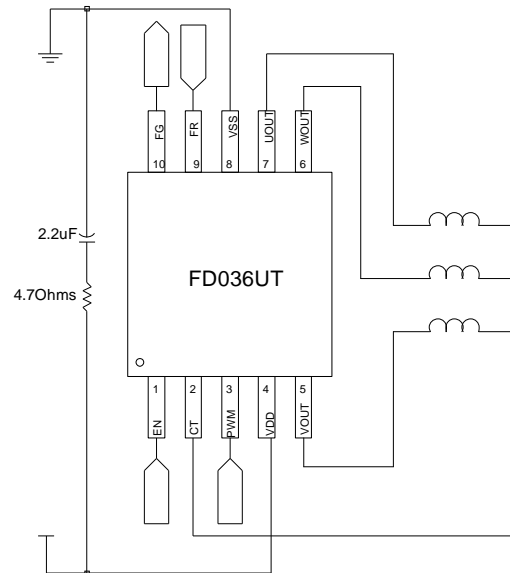 FG
FR
VSS
UOUT
WOUT
10
9
8
7
6
2.2uF
4.7Ohms
FD036UT
1
2
3
4
5
EN
CT
PWM
VDD
VOUT